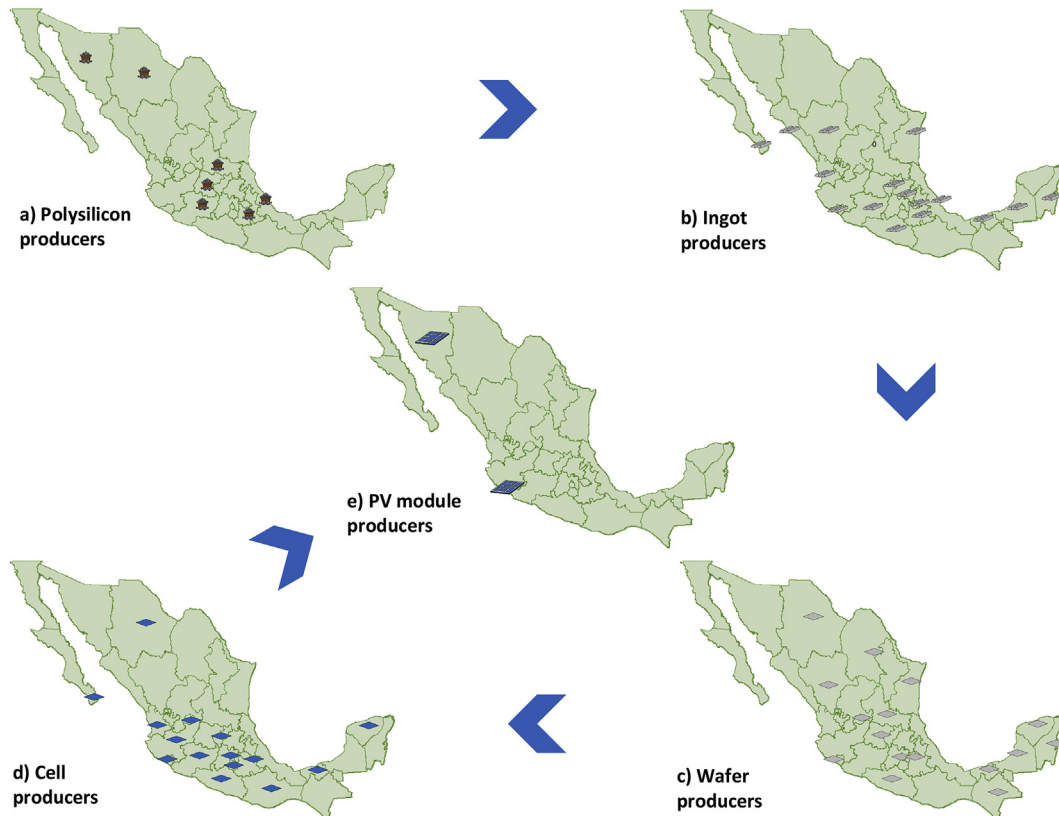 a) Polysilicon
producers
b) Ingot
producers
e) PV module
producers
d) Cell
producers
c) Wafer
producers